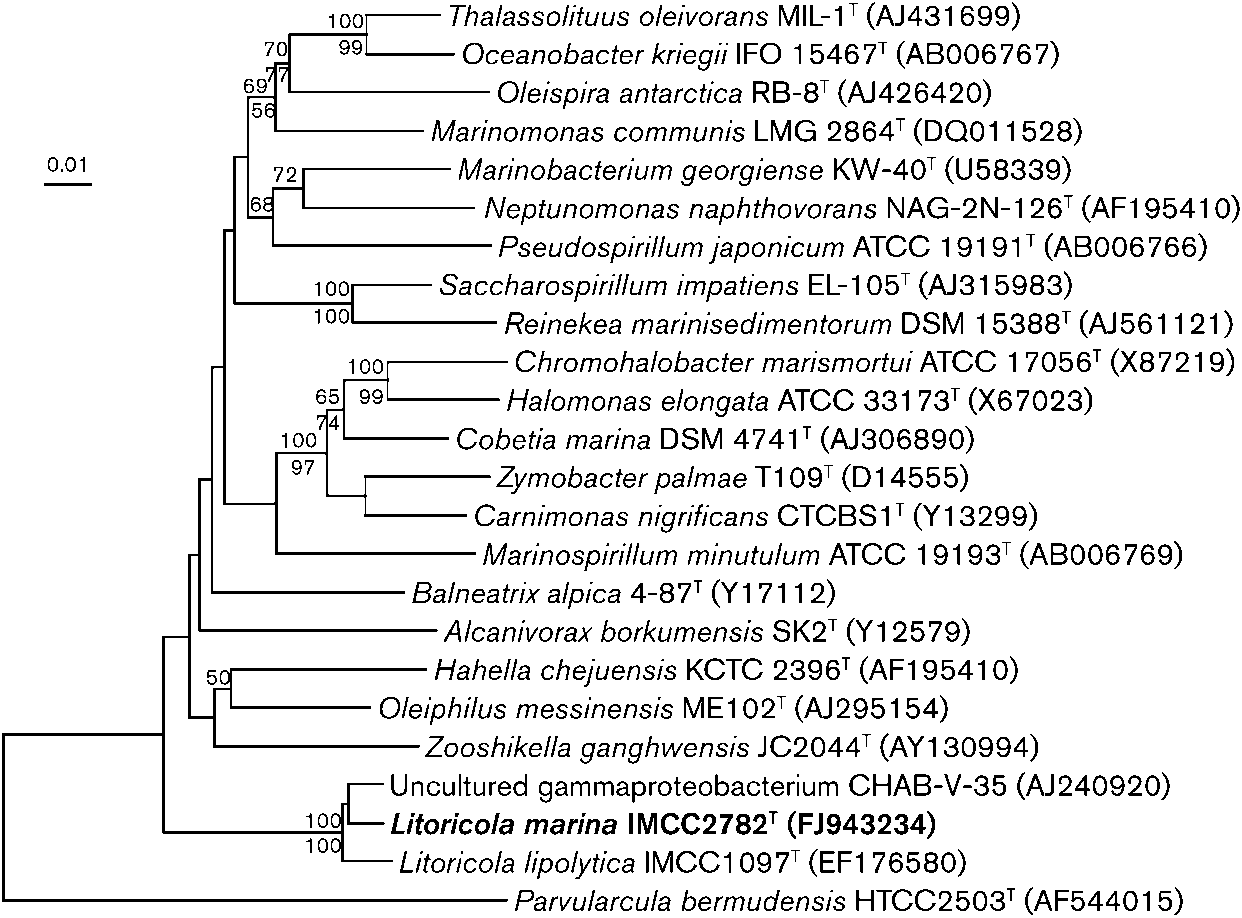 100 Thalassolituus oleivorans MIL-1ᵀ (AJ431699)
70 99 Oceanobacter kriegii IFO 15467ᵀ (AB006767)
69 77 Oleispira antarctica RB-8ᵀ (AJ426420)
56 Marinomonas communis LMG 2864ᵀ (DQ011528)
0.01
72 Marinobacterium georgiense KW-40ᵀ (U58339)
68 Neptunomonas naphthovorans NAG-2N-126ᵀ (AF195410)
Pseudospirillum japonicum ATCC 19191ᵀ (AB006766)
100 Saccharospirillum impatiens EL-105ᵀ (AJ315983)
100 Reinekea marinisedimentorum DSM 15388ᵀ (AJ561121)
100 Chromohalobacter marismortui ATCC 17056ᵀ (X87219)
65 99 Halomonas elongata ATCC 33173ᵀ (X67023)
100 74 Cobetia marina DSM 4741ᵀ (AJ306890)
97 Zymobacter palmae T109ᵀ (D14555)
Carnimonas nigrificans CTCBS1ᵀ (Y13299)
Marinospirillum minutulum ATCC 19193ᵀ (AB006769)
Balneatrix alpica 4-87ᵀ (Y17112)
Alcanivorax borkumensis SK2ᵀ (Y12579)
50 Hahella chejuensis KCTC 2396ᵀ (AF195410)
Oleiphilus messinensis ME102ᵀ (AJ295154)
Zooshikella ganghwensis JC2044ᵀ (AY130994)
Uncultured gammaproteobacterium CHAB-V-35 (AJ240920)
100 Litoricola marina IMCC2782ᵀ (FJ943234)
100 Litoricola lipolytica IMCC1097ᵀ (EF176580)
Parvularcula bermudensis HTCC2503ᵀ (AF544015)